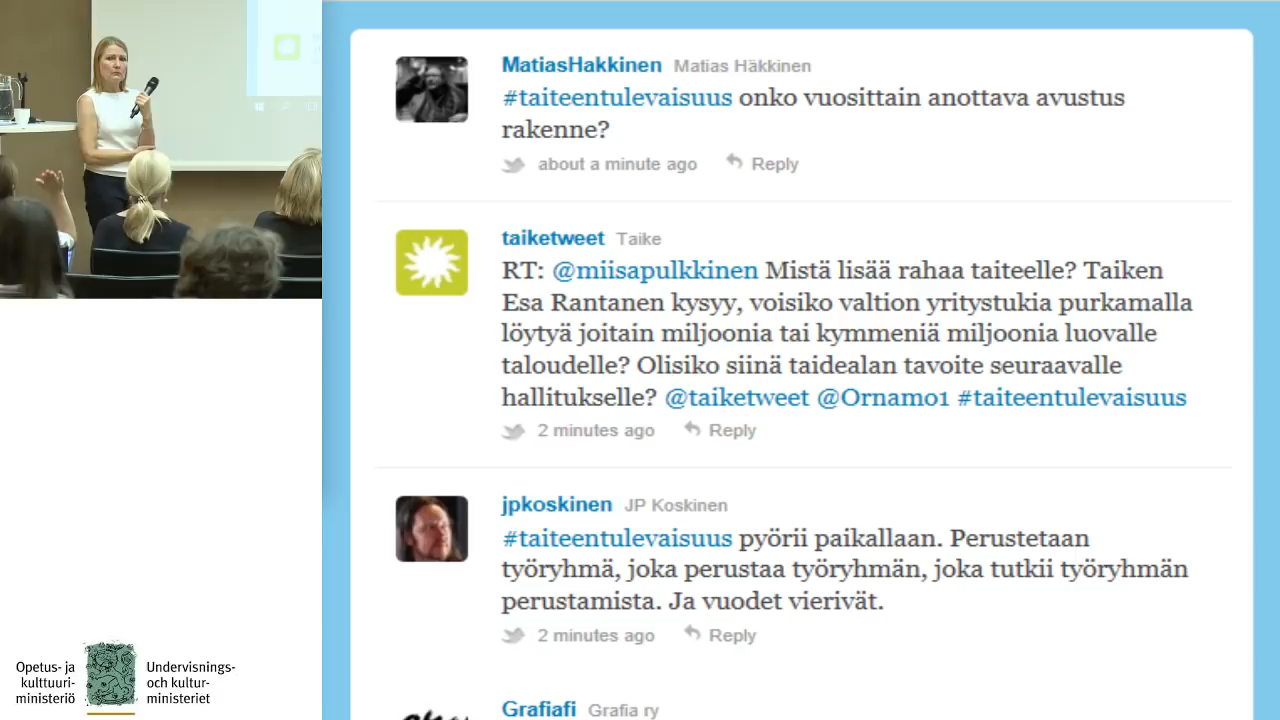 MatiasHakkinen Matias Häkkinen
#taiteentulevaisuus onko vuosittain anottava avustus
rakenne?
about a minute ago Reply
taiketweet Taike
RT: @miisapulkkinen Mistä lisää rahaa taiteelle? Taiken
Esa Rantanen kysyy, voisiko valtion yritystukia purkamalla
löytyä joitain miljoonia tai kymmeniä miljoonia luovalle
taloudelle? Olisiko siinä taidealan tavoite seuraavalle
hallitukselle? @taiketweet @Ornamo1 #taiteentulevaisuus
2 minutes ago Reply
jpkoskinen JP Koskinen
#taiteentulevaisuus pyörii paikallaan. Perustetaan
työryhmä, joka perustaa työryhmän, joka tutkii työryhmän
perustamista. Ja vuodet vierivät.
2 minutes ago Reply
Grafiafi Grafia ry
Opetus- ja
kulttuuri-
ministeriö
Undervisnings-
och kultur-
ministeriet